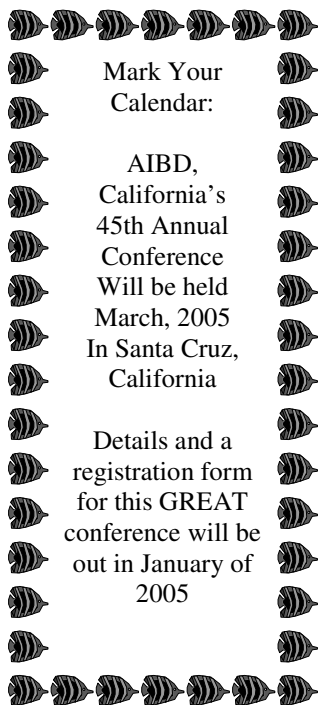 Mark Your
Calendar:
AIBD,
California's
45th Annual
Conference
Will be held
March, 2005
In Santa Cruz,
California
Details and a
registration form
for this GREAT
conference will be
out in January of
2005